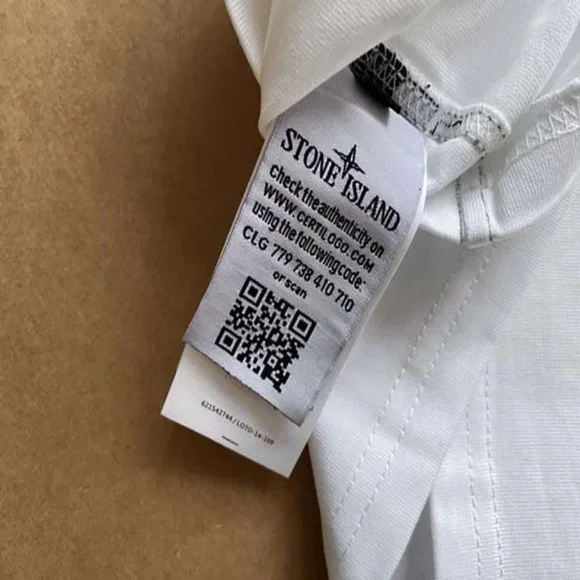 STONE ISLAND
check the authenticity on
WWW.CERTILOGO.COM
using the following code:
CLG 779 738 410 710
or scan
621542744 / LOTO-14-109